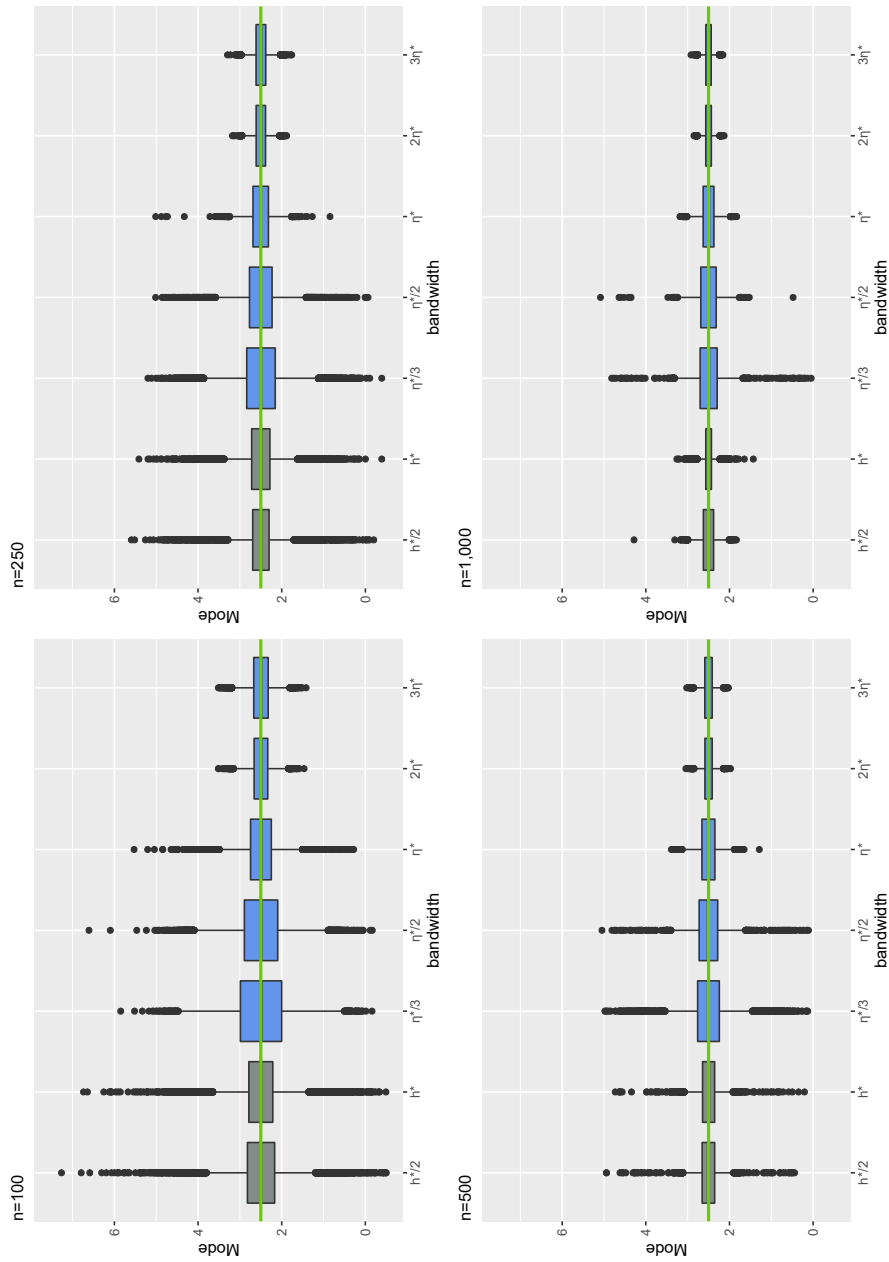 n=100
Mode
6
4
2
0
h*/2
h*
η*/3
η*/2
η*
2η*
3η*
bandwidth
n=250
Mode
6
4
2
0
h*/2
h*
η*/3
η*/2
η*
2η*
3η*
bandwidth
n=500
Mode
6
4
2
0
h*/2
h*
η*/3
η*/2
η*
2η*
3η*
bandwidth
n=1,000
Mode
6
4
2
0
h*/2
h*
η*/3
η*/2
η*
2η*
3η*
bandwidth